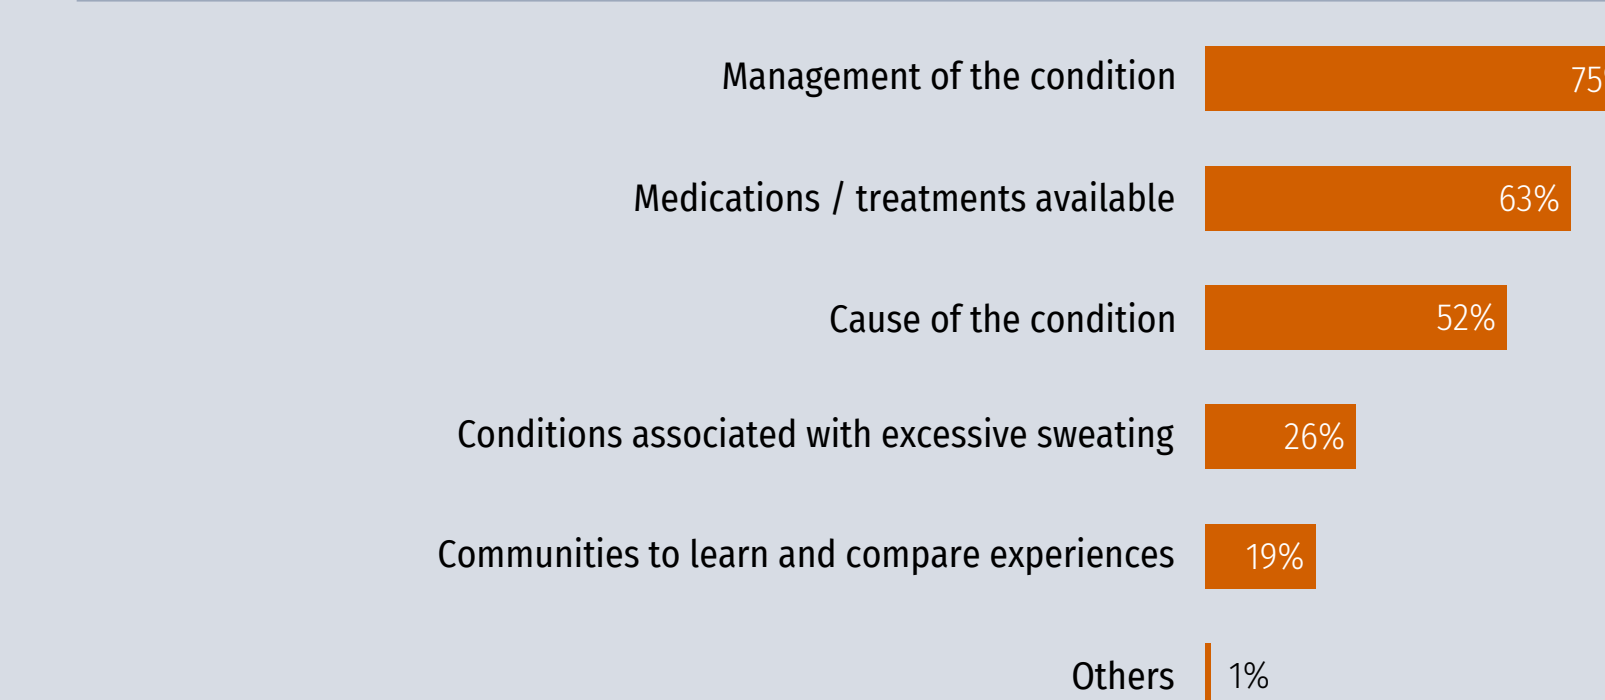 Management of the condition 75%
Medications / treatments available 63%
Cause of the condition 52%
Conditions associated with excessive sweating 26%
Communities to learn and compare experiences 19%
Others 1%